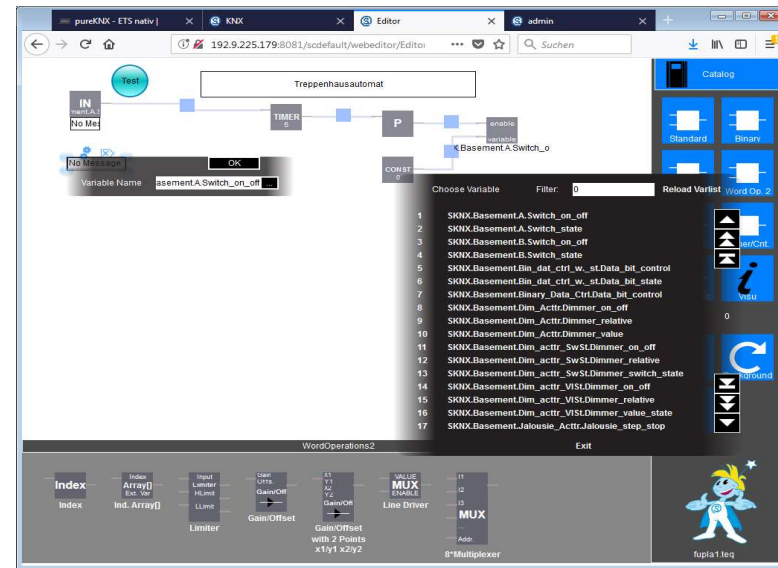 pureKNX - ETS nativ |
KNX
Editor
admin
192.9.225.179:8081/scdefault/webeditor/Editor
Suchen
Test
Treppenhausautomat
Catalog
IN
ment.A.S
No Mes
TIMER
5
P
enable
variable
X.Basement.A.Switch_o
CONST
0
Standard
Binary
No Message
OK
Variable Name
asement.A.Switch_on_off
...
Choose Variable
Filter:
0
Reload Varlist
Word Op. 2
1 SKNX.Basement.A.Switch_on_off
2 SKNX.Basement.A.Switch_state
3 SKNX.Basement.B.Switch_on_off
4 SKNX.Basement.B.Switch_state
5 SKNX.Basement.Bin_dat_ctrl_w._st.Data_bit_control
6 SKNX.Basement.Bin_dat_ctrl_w._st.Data_bit_state
7 SKNX.Basement.Binary_Data_Ctrl.Data_bit_control
8 SKNX.Basement.Dim_Acttr.Dimmer_on_off
9 SKNX.Basement.Dim_Acttr.Dimmer_relative
10 SKNX.Basement.Dim_Acttr.Dimmer_value
11 SKNX.Basement.Dim_acttr_SwSt.Dimmer_on_off
12 SKNX.Basement.Dim_acttr_SwSt.Dimmer_relative
13 SKNX.Basement.Dim_acttr_SwSt.Dimmer_switch_state
14 SKNX.Basement.Dim_acttr_VlSt.Dimmer_on_off
15 SKNX.Basement.Dim_acttr_VlSt.Dimmer_relative
16 SKNX.Basement.Dim_acttr_VlSt.Dimmer_value_state
17 SKNX.Basement.Jalousie_Acttr.Jalousie_step_stop
er/Cnt.
Visu
0
ckground
WordOperations2
Exit
Index
Index
Index
Array[]
Ext. Var
Ind. Array[]
Input
Limiter
HLimit
LLimit
Limiter
Gain
Offs.
Gain/Off
Gain/Offset
X1
Y1
X2
Y2
Gain/Off
Gain/Offset
with 2 Points
x1/y1 x2/y2
VALUE
MUX
ENABLE
Line Driver
I1
I2
I3
MUX
...
Addr.
8*Multiplexer
fupla1.teq